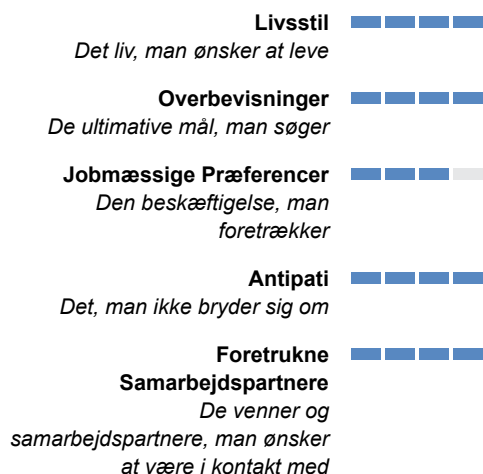 Livsstil
Det liv, man ønsker at leve
Overbevisninger
De ultimative mål, man søger
Jobmæssige Præferencer
Den beskæftigelse, man
foretrækker
Antipati
Det, man ikke bryder sig om
Foretrukne
Samarbejdspartnere
De venner og
samarbejdspartnere, man ønsker
at være i kontakt med